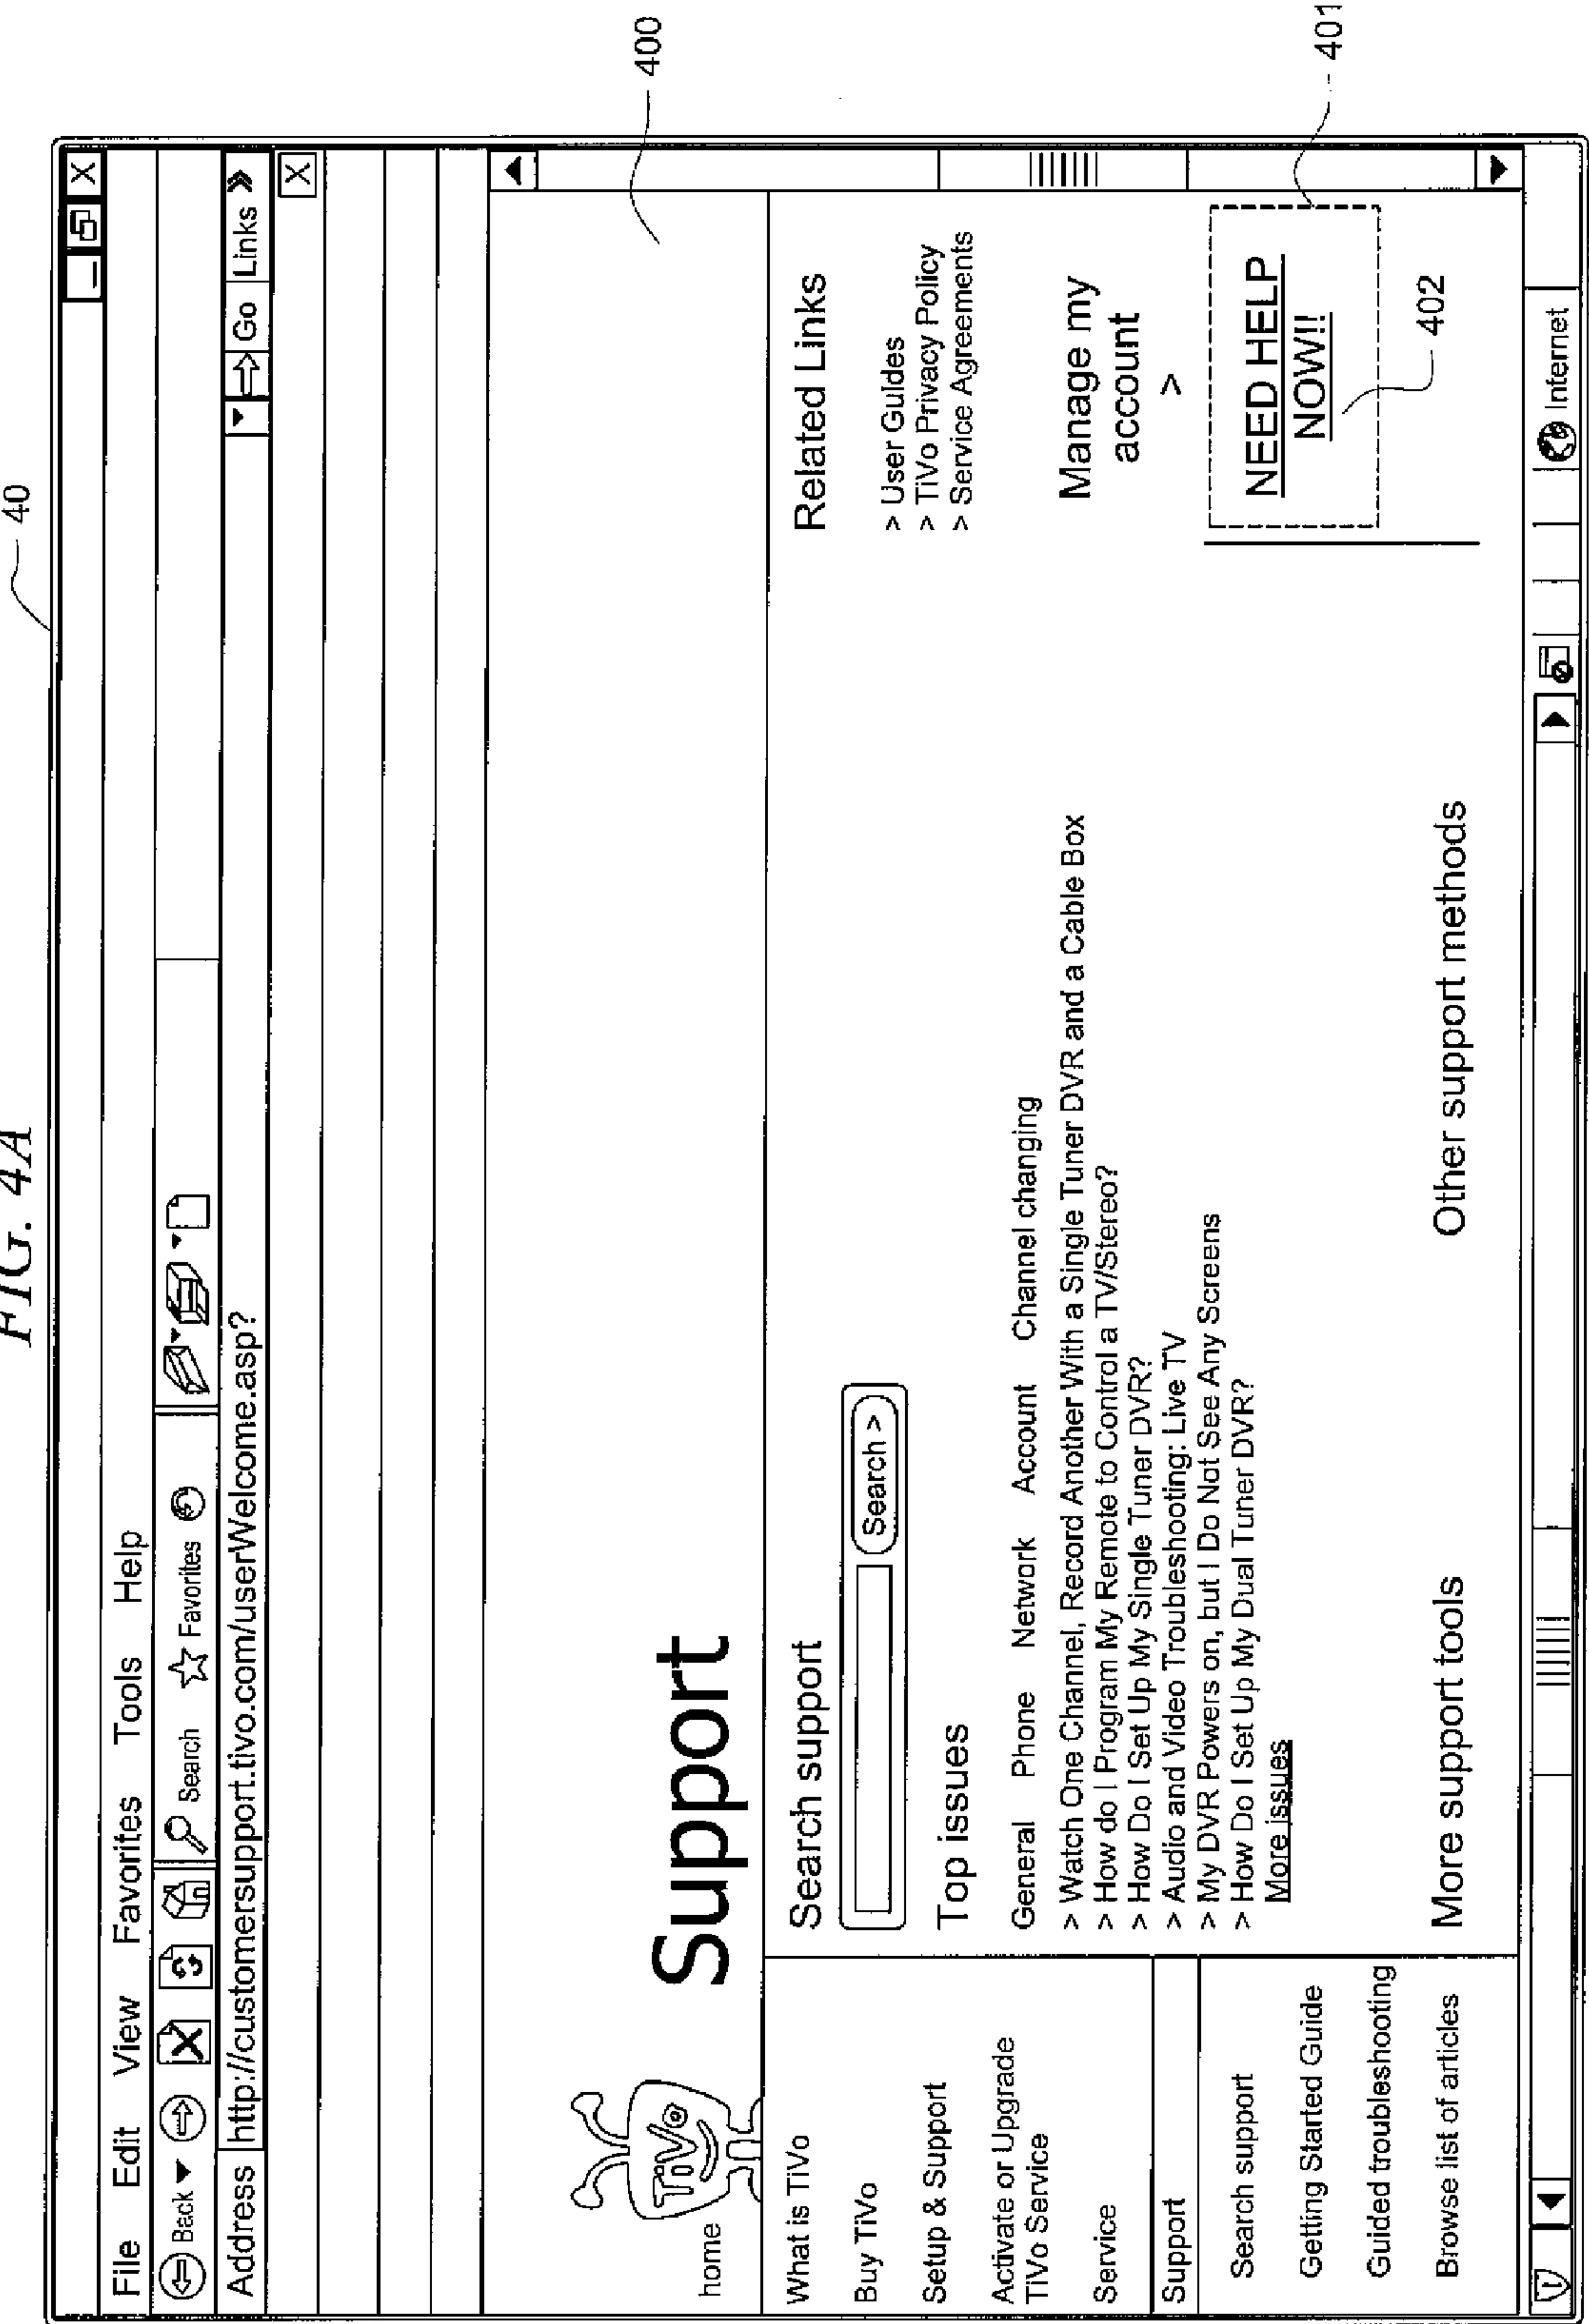 FIG. 4A
40
File Edit View Favorites Tools Help
Back Search Favorites
Address http://customersupport.tivo.com/userWelcome.asp? Go Links »
400
TiVo
home
Support
What is TiVo
Buy TiVo
Setup & Support
Activate or Upgrade
TiVo Service
Service
Support
Search support
Getting Started Guide
Guided troubleshooting
Browse list of articles
Search support
Search >
Top issues
General Phone Network Account Channel changing
> Watch One Channel, Record Another With a Single Tuner DVR and a Cable Box
> How do I Program My Remote to Control a TV/Stereo?
> How Do I Set Up My Single Tuner DVR?
> Audio and Video Troubleshooting: Live TV
> My DVR Powers on, but I Do Not See Any Screens
> How Do I Set Up My Dual Tuner DVR?
More issues
More support tools
Other support methods
Related Links
> User Guides
> TiVo Privacy Policy
> Service Agreements
Manage my
account
>
NEED HELP
NOW!!
401
402
Internet